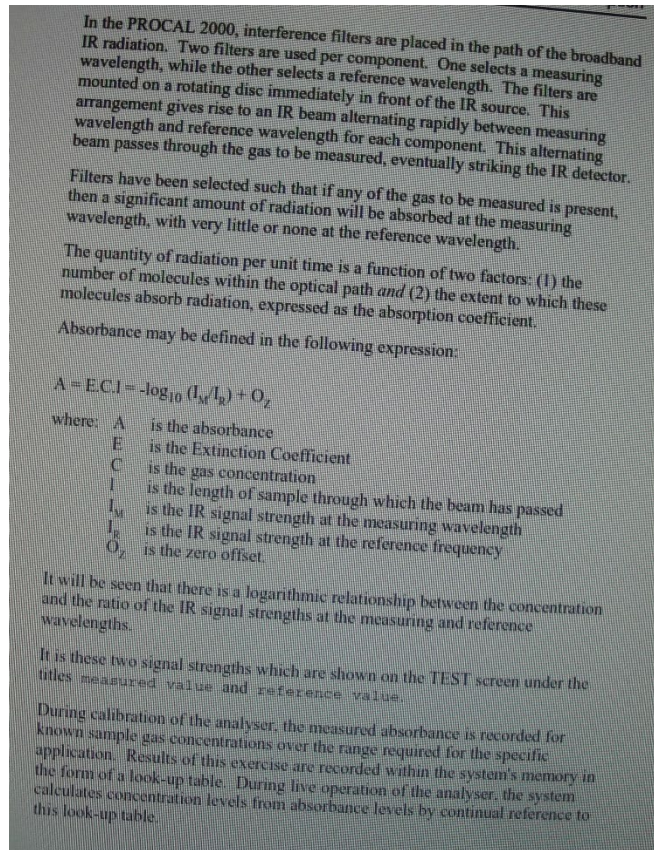 In the PROCAL 2000, interference filters are placed in the path of the broadband
IR radiation. Two filters are used per component. One selects a measuring
wavelength, while the other selects a reference wavelength. The filters are
mounted on a rotating disc immediately in front of the IR source. This
arrangement gives rise to an IR beam alternating rapidly between measuring
wavelength and reference wavelength for each component. This alternating
beam passes through the gas to be measured, eventually striking the IR detector.
Filters have been selected such that if any of the gas to be measured is present,
then a significant amount of radiation will be absorbed at the measuring
wavelength, with very little or none at the reference wavelength.
The quantity of radiation per unit time is a function of two factors: (1) the
number of molecules within the optical path and (2) the extent to which these
molecules absorb radiation, expressed as the absorption coefficient.
Absorbance may be defined in the following expression:
A = E.C.l = -log₁₀ (I_M/I_R) + O_Z
where: A is the absorbance
E is the Extinction Coefficient
C is the gas concentration
l is the length of sample through which the beam has passed
I_M is the IR signal strength at the measuring wavelength
I_R is the IR signal strength at the reference frequency
O_Z is the zero offset.
It will be seen that there is a logarithmic relationship between the concentration
and the ratio of the IR signal strengths at the measuring and reference
wavelengths.
It is these two signal strengths which are shown on the TEST screen under the
titles measured value and reference value.
During calibration of the analyser, the measured absorbance is recorded for
known sample gas concentrations over the range required for the specific
application. Results of this exercise are recorded within the system's memory in
the form of a look-up table. During live operation of the analyser, the system
calculates concentration levels from absorbance levels by continual reference to
this look-up table.